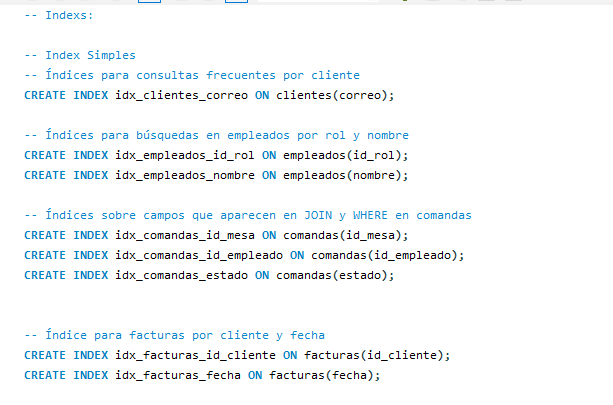 -- Indexs:
-- Index Simples
-- Índices para consultas frecuentes por cliente
CREATE INDEX idx_clientes_correo ON clientes(correo);
-- Índices para búsquedas en empleados por rol y nombre
CREATE INDEX idx_empleados_id_rol ON empleados(id_rol);
CREATE INDEX idx_empleados_nombre ON empleados(nombre);
-- Índices sobre campos que aparecen en JOIN y WHERE en comandas
CREATE INDEX idx_comandas_id_mesa ON comandas(id_mesa);
CREATE INDEX idx_comandas_id_empleado ON comandas(id_empleado);
CREATE INDEX idx_comandas_estado ON comandas(estado);
-- Índice para facturas por cliente y fecha
CREATE INDEX idx_facturas_id_cliente ON facturas(id_cliente);
CREATE INDEX idx_facturas_fecha ON facturas(fecha);